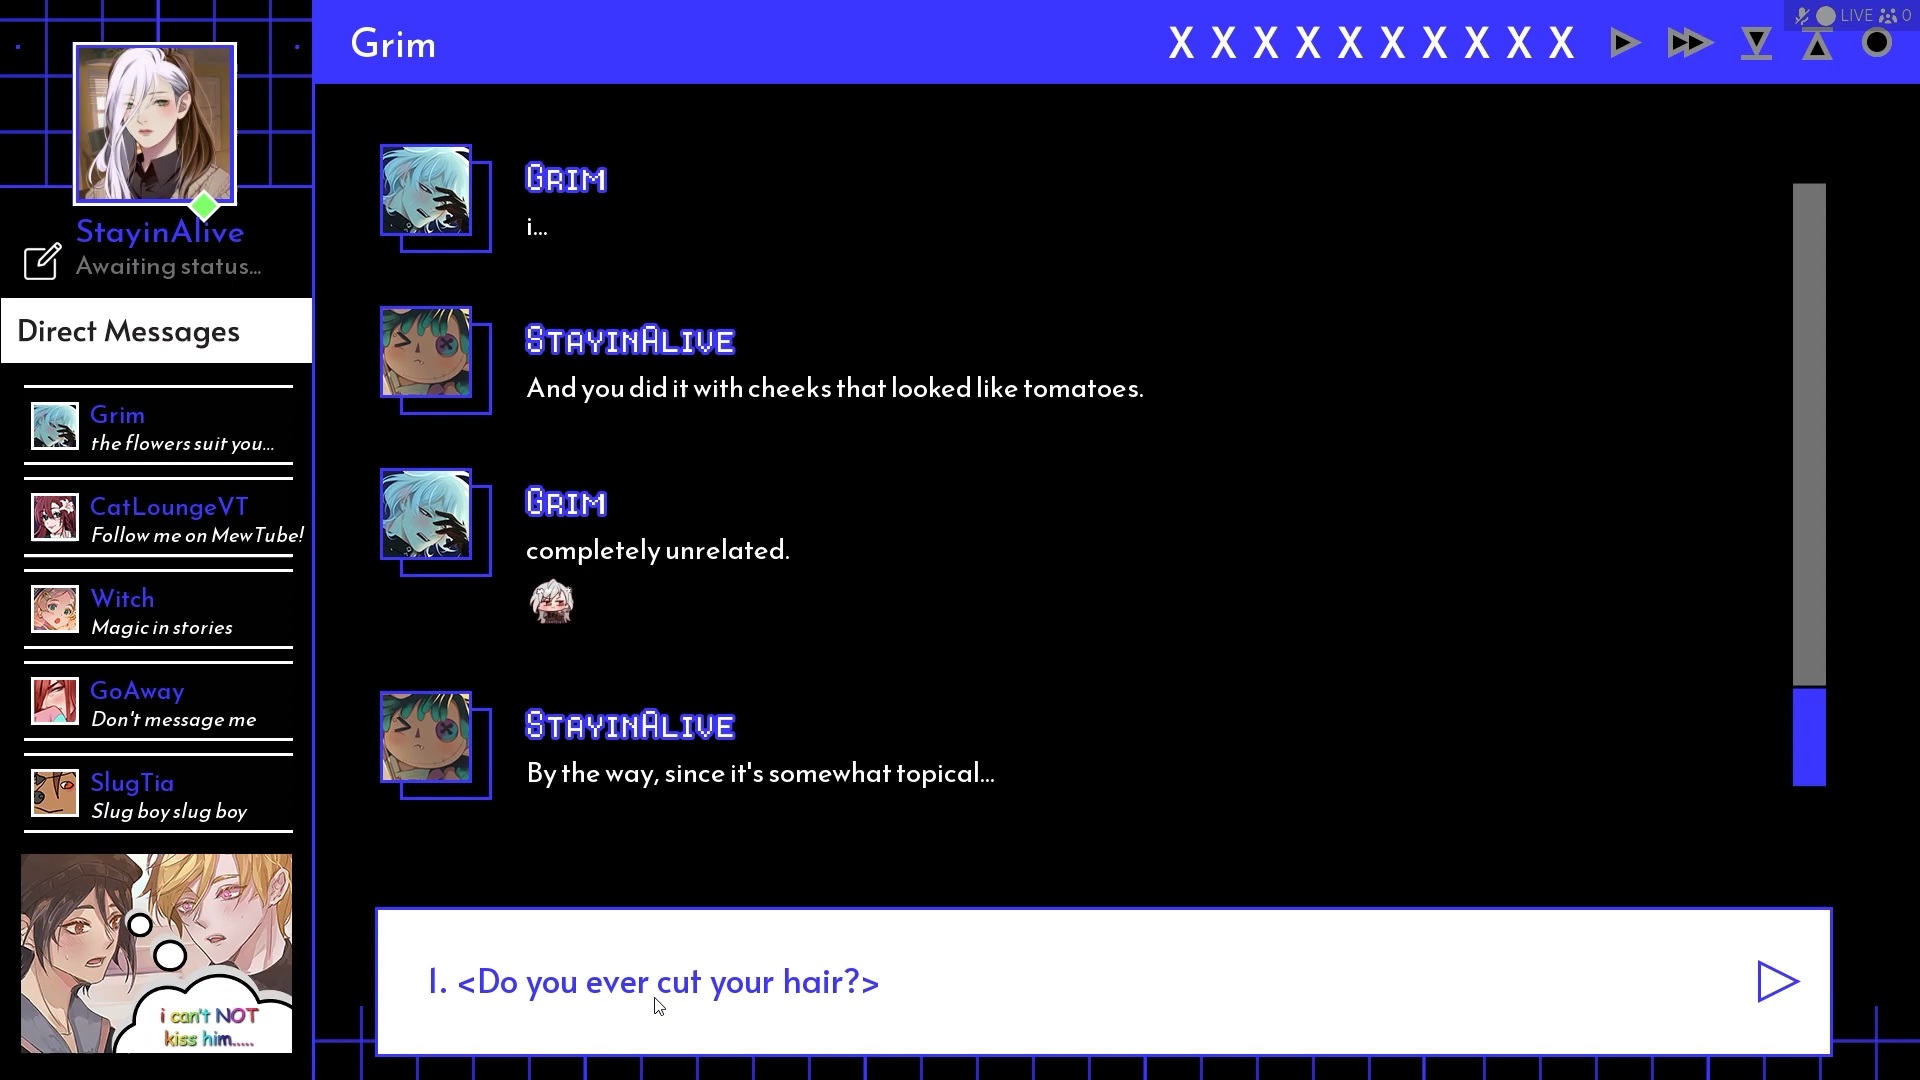 Grim
X X X X X X X X X X
LIVE 0
StayinAlive
Awaiting status...
Direct Messages
Grim
the flowers suit you...
CatLoungeVT
Follow me on MewTube!
Witch
Magic in stories
GoAway
Don't message me
SlugTia
Slug boy slug boy
i can't NOT
kiss him.....
Grim
i...
StayinAlive
And you did it with cheeks that looked like tomatoes.
Grim
completely unrelated.
StayinAlive
By the way, since it's somewhat topical...
1. <Do you ever cut your hair?>